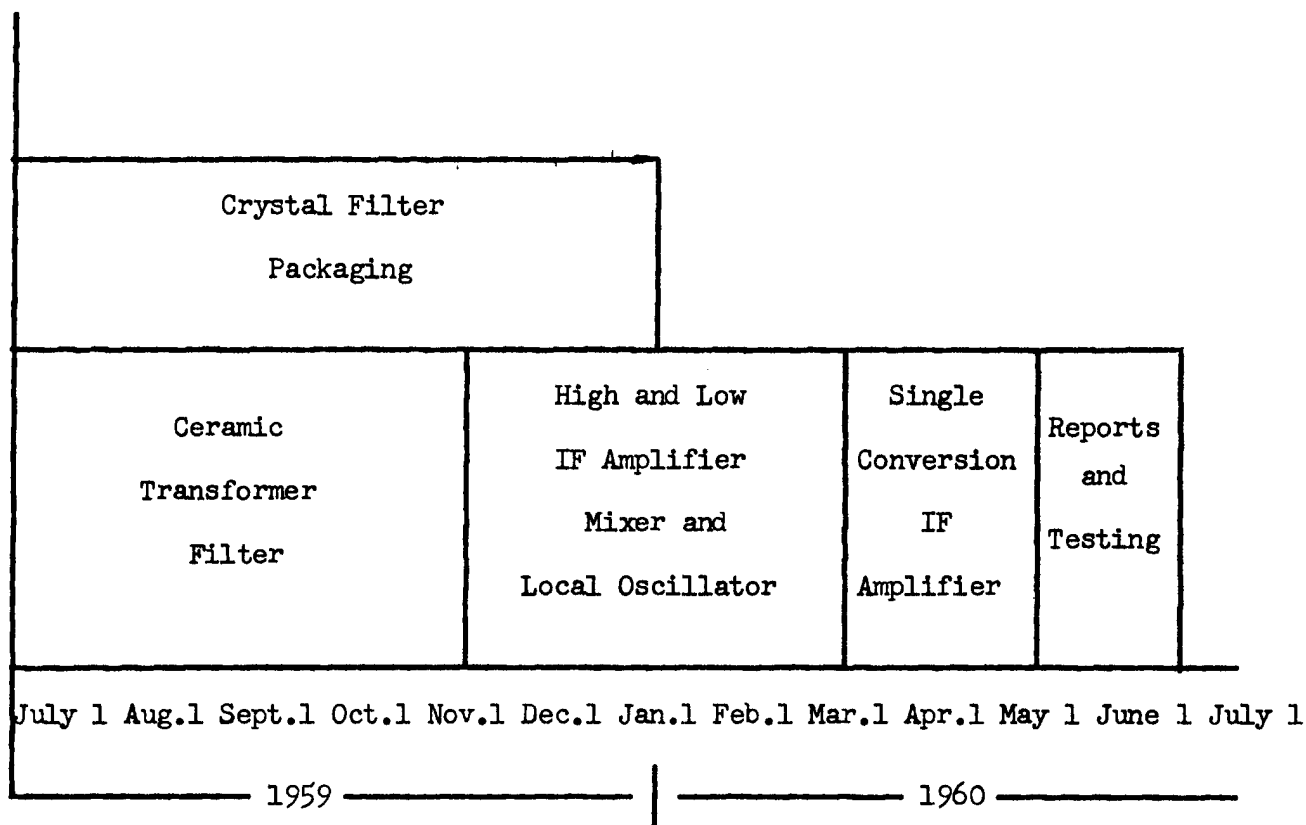 Crystal Filter
Packaging
Ceramic
Transformer
Filter
High and Low
IF Amplifier
Mixer and
Local Oscillator
Single
Conversion
IF
Amplifier
Reports
and
Testing
July 1 Aug.1 Sept.1 Oct.1 Nov.1 Dec.1 Jan.1 Feb.1 Mar.1 Apr.1 May 1 June 1 July 1
1959 1960